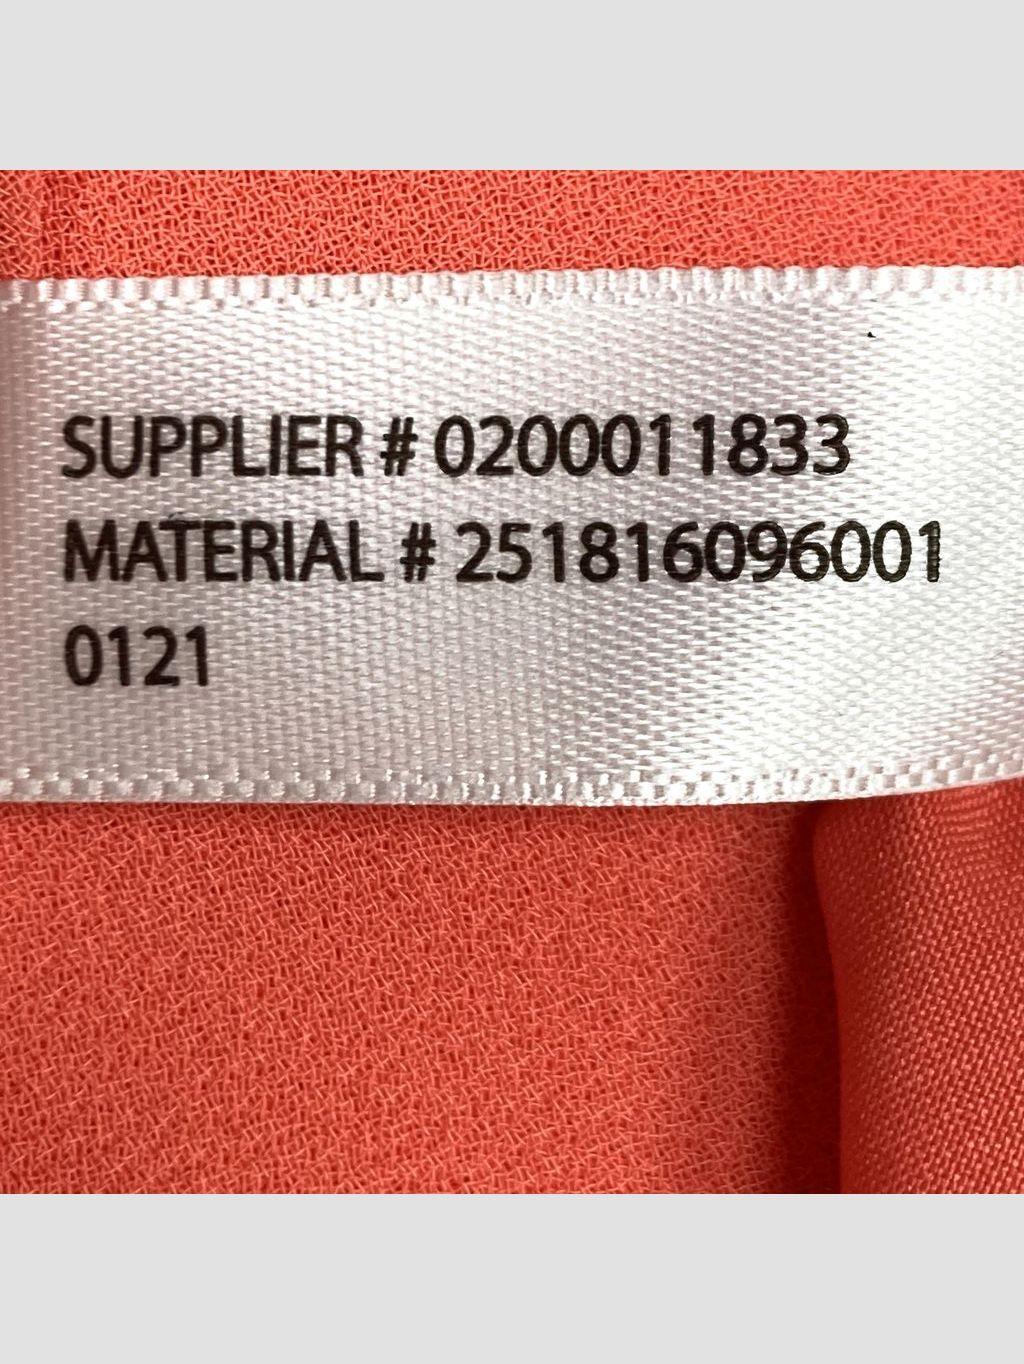 SUPPLIER # 0200011833
MATERIAL # 251816096001
0121